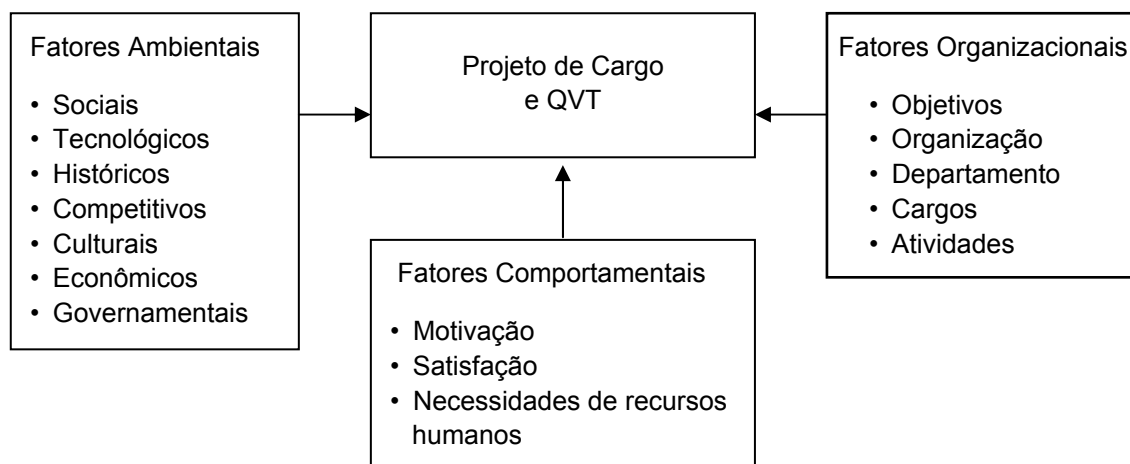 Fatores Ambientais
• Sociais
• Tecnológicos
• Históricos
• Competitivos
• Culturais
• Econômicos
• Governamentais
Projeto de Cargo
e QVT
Fatores Organizacionais
• Objetivos
• Organização
• Departamento
• Cargos
• Atividades
Fatores Comportamentais
• Motivação
• Satisfação
• Necessidades de recursos
humanos